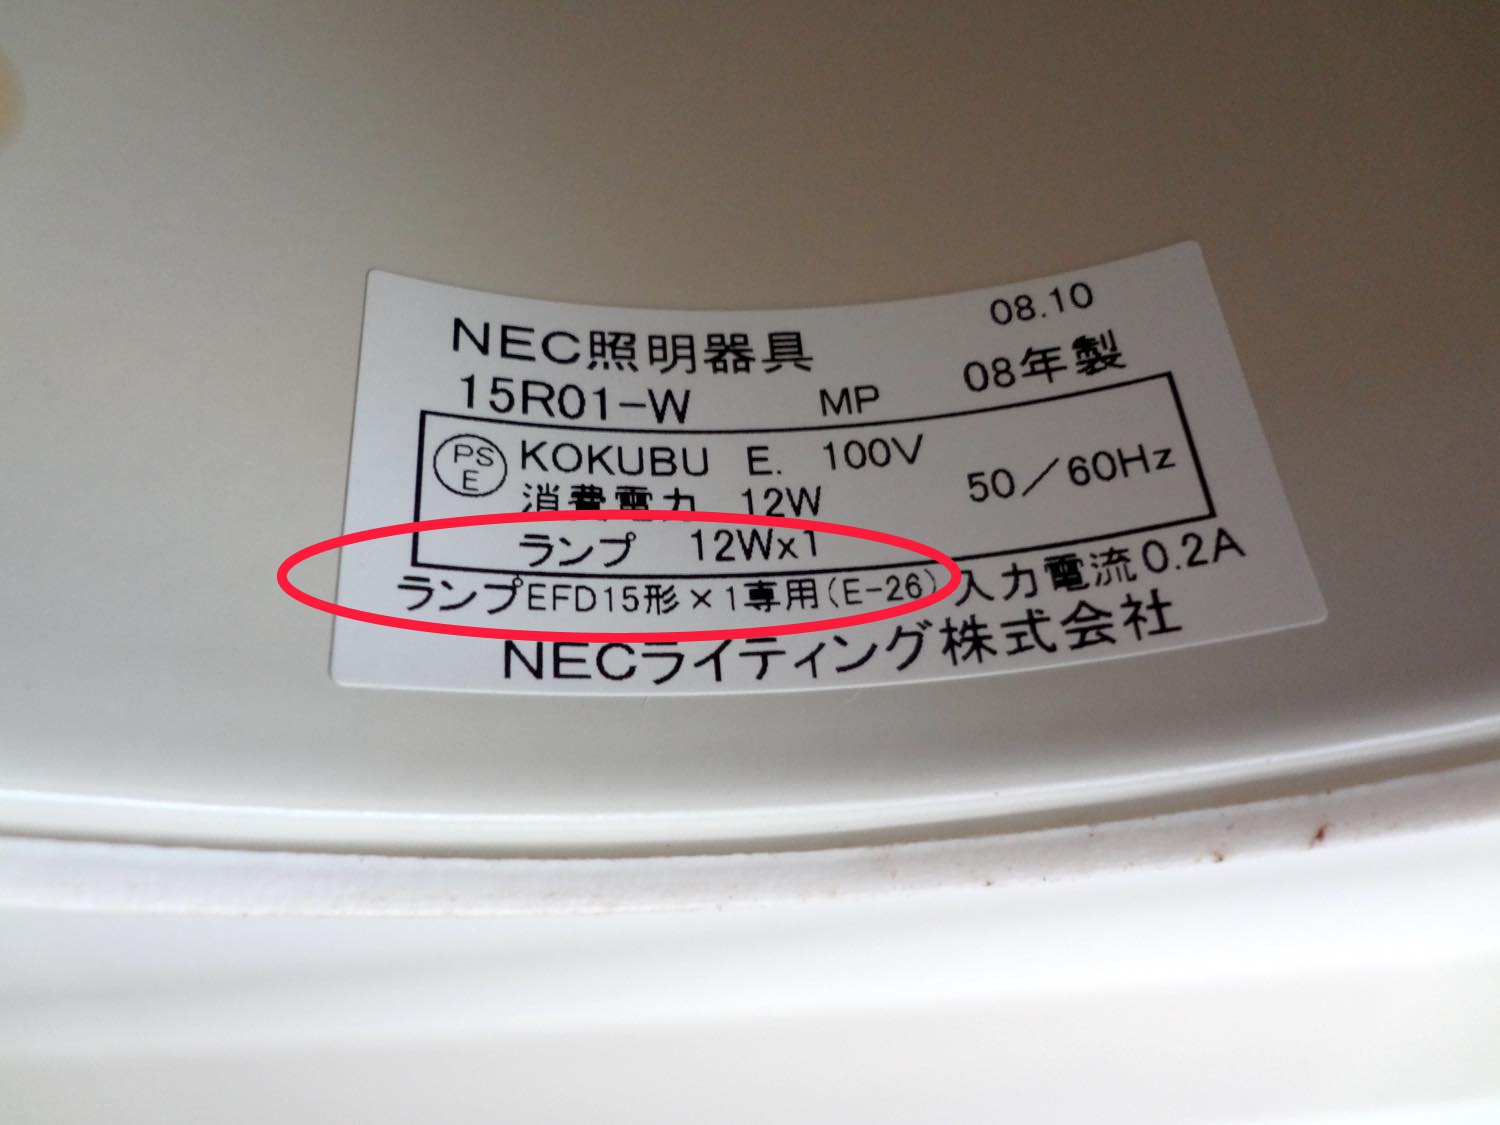 08.10
NEC照明器具
08年製
15R01-W MP
PSE KOKUBU E. 100V 50/60Hz
消費電力 12W
ランプ 12Wx1
ランプEFD15形×1専用(E-26) 入力電流0.2A
NECライティング株式会社